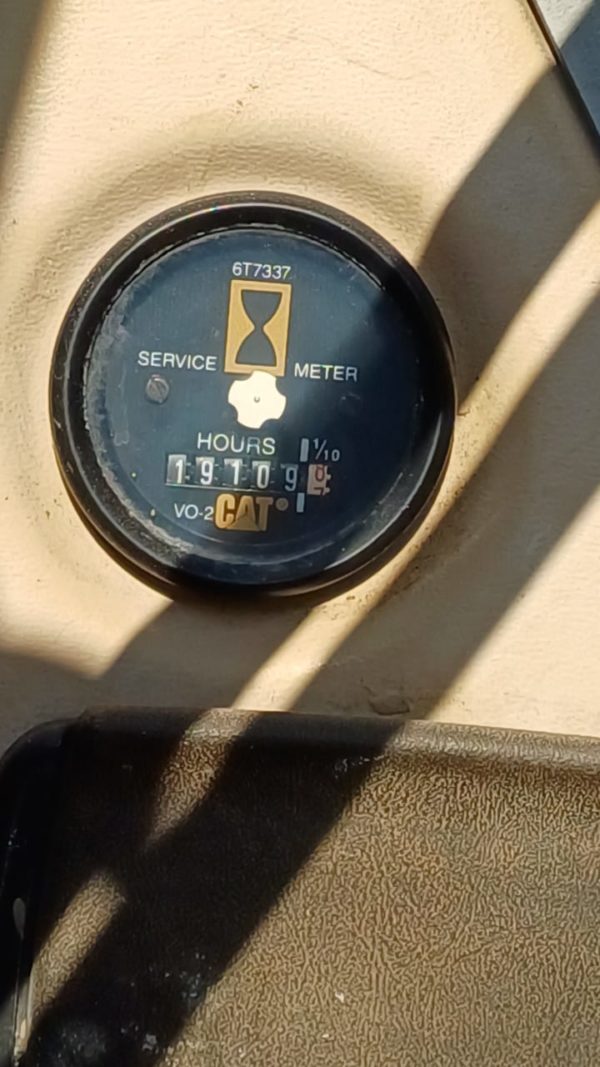 6T7337
SERVICE METER
HOURS 1/10
19109
VO-2 CAT